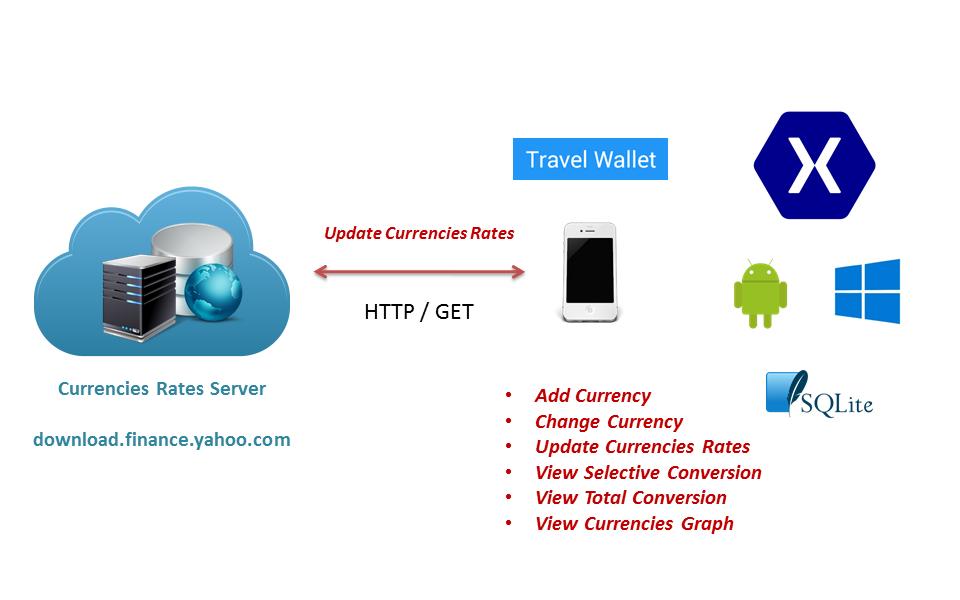 Travel Wallet
X
Update Currencies Rates
HTTP / GET
Currencies Rates Server
download.finance.yahoo.com
SQLite
• Add Currency
• Change Currency
• Update Currencies Rates
• View Selective Conversion
• View Total Conversion
• View Currencies Graph